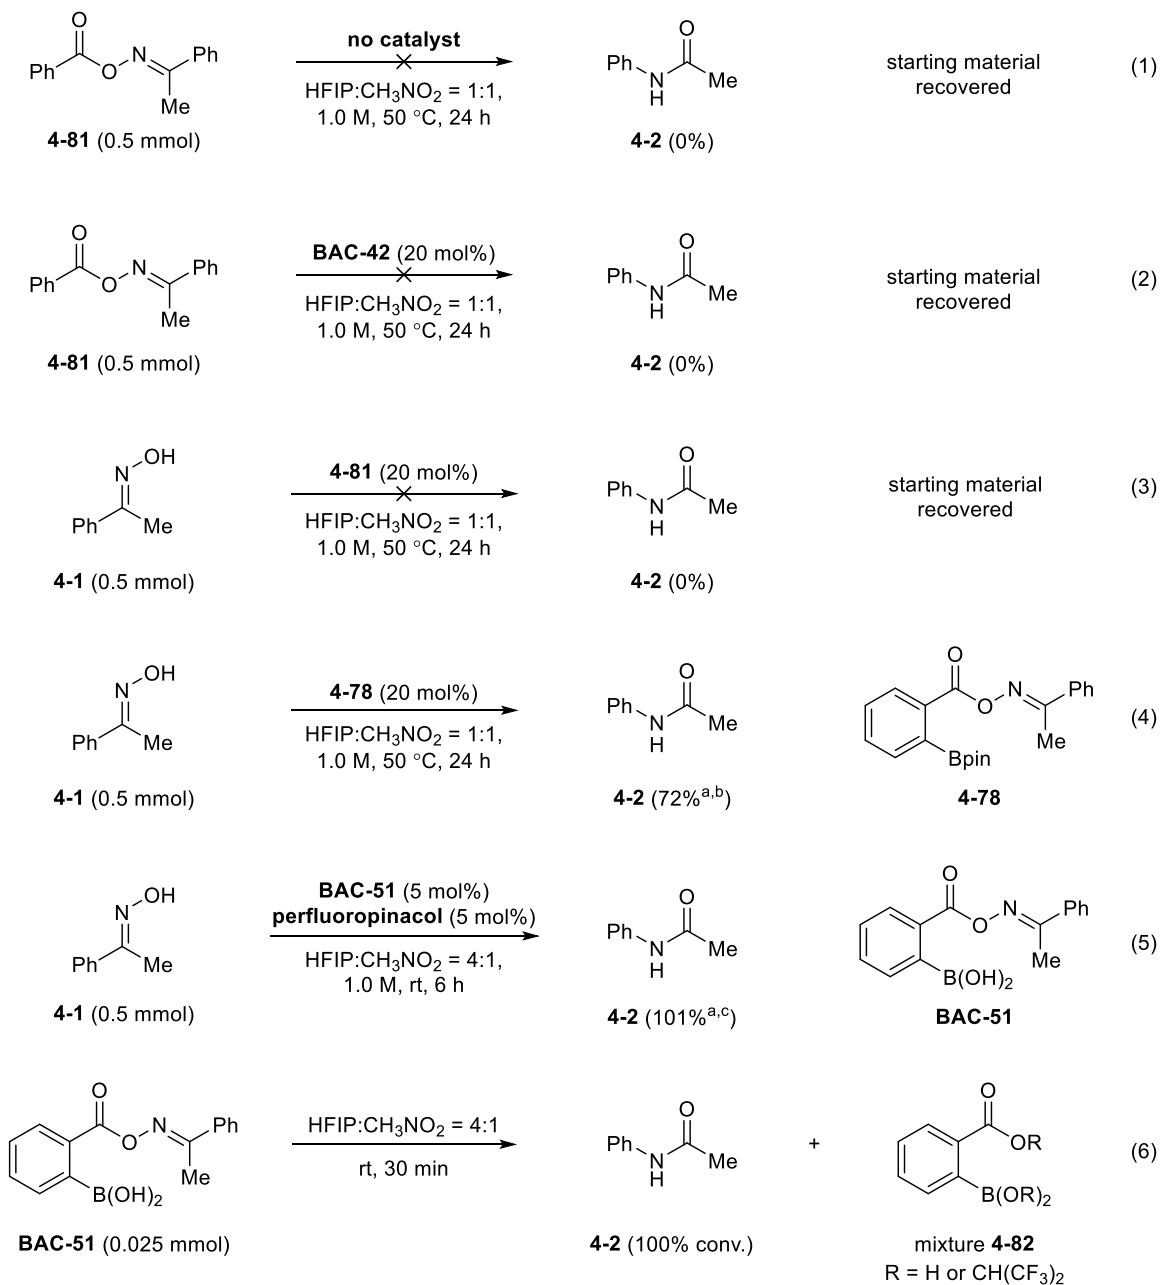 O
Ph
O
N
Ph
Me
4-81 (0.5 mmol)
no catalyst
HFIP:CH₃NO₂ = 1:1,
1.0 M, 50 °C, 24 h
O
Ph
N
H
Me
4-2 (0%)
starting material
recovered
(1)
O
Ph
O
N
Ph
Me
4-81 (0.5 mmol)
BAC-42 (20 mol%)
HFIP:CH₃NO₂ = 1:1,
1.0 M, 50 °C, 24 h
O
Ph
N
H
Me
4-2 (0%)
starting material
recovered
(2)
OH
N
Ph
Me
4-1 (0.5 mmol)
4-81 (20 mol%)
HFIP:CH₃NO₂ = 1:1,
1.0 M, 50 °C, 24 h
O
Ph
N
H
Me
4-2 (0%)
starting material
recovered
(3)
OH
N
Ph
Me
4-1 (0.5 mmol)
4-78 (20 mol%)
HFIP:CH₃NO₂ = 1:1,
1.0 M, 50 °C, 24 h
O
Ph
N
H
Me
4-2 (72%ᵃ,ᵇ)
O
O
N
Ph
Me
Bpin
4-78
(4)
OH
N
Ph
Me
4-1 (0.5 mmol)
BAC-51 (5 mol%)
perfluoropinacol (5 mol%)
HFIP:CH₃NO₂ = 4:1,
1.0 M, rt, 6 h
O
Ph
N
H
Me
4-2 (101%ᵃ,ᶜ)
O
O
N
Ph
Me
B(OH)₂
BAC-51
(5)
O
O
N
Ph
Me
B(OH)₂
BAC-51 (0.025 mmol)
HFIP:CH₃NO₂ = 4:1
rt, 30 min
O
Ph
N
H
Me
4-2 (100% conv.)
+
O
OR
B(OR)₂
mixture 4-82
R = H or CH(CF₃)₂
(6)